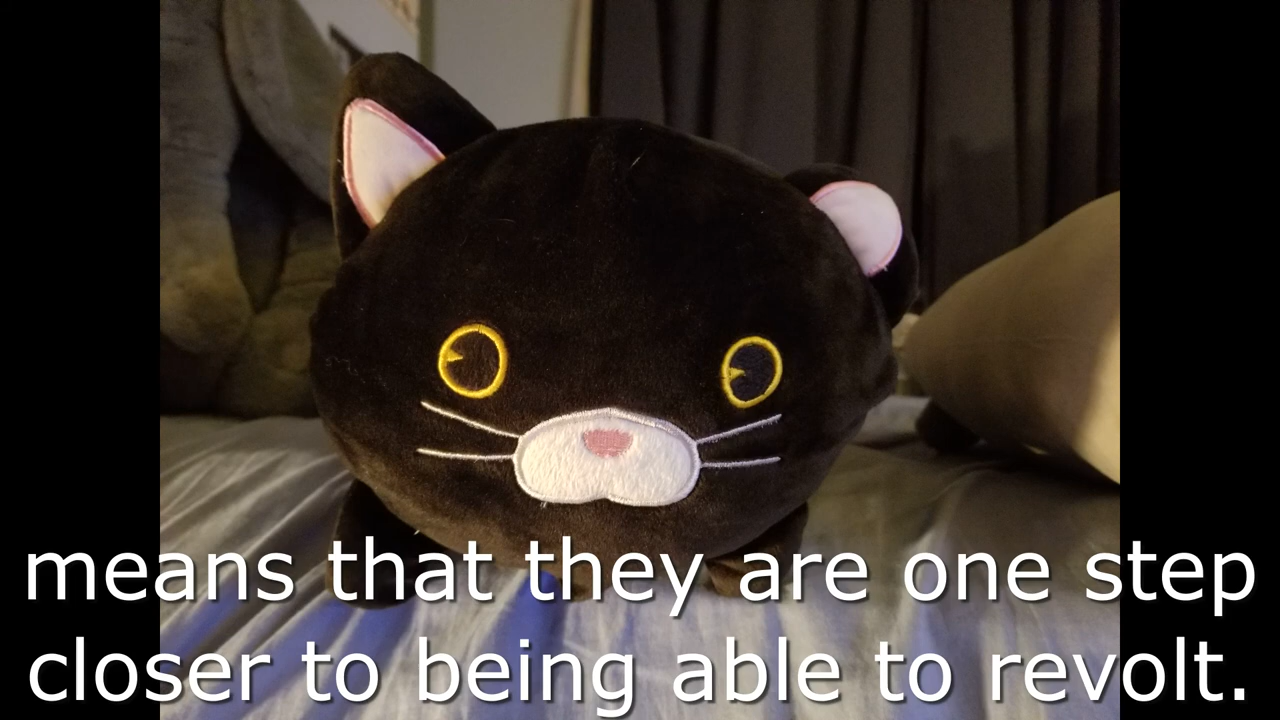 means that they are one step
closer to being able to revolt.